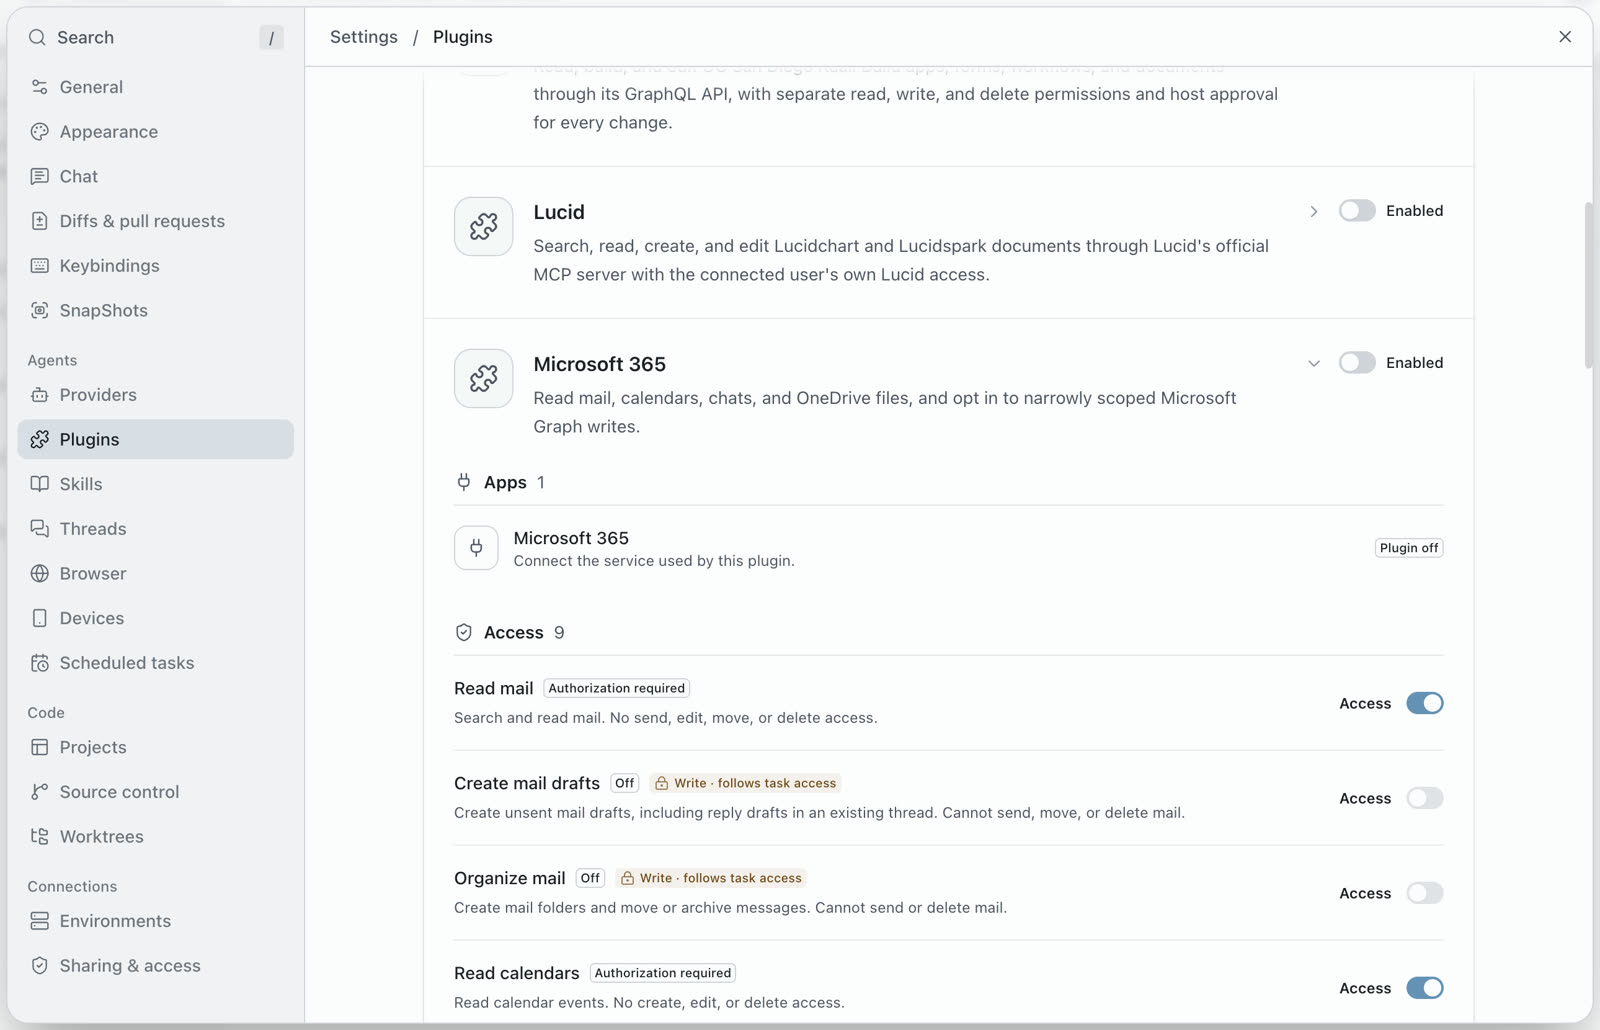 Search
/
General
Appearance
Chat
Diffs & pull requests
Keybindings
SnapShots
Agents
Providers
Plugins
Skills
Threads
Browser
Devices
Scheduled tasks
Code
Projects
Source control
Worktrees
Connections
Environments
Sharing & access
Settings / Plugins
through its GraphQL API, with separate read, write, and delete permissions and host approval
for every change.
Lucid
Enabled
Search, read, create, and edit Lucidchart and Lucidspark documents through Lucid's official
MCP server with the connected user's own Lucid access.
Microsoft 365
Enabled
Read mail, calendars, chats, and OneDrive files, and opt in to narrowly scoped Microsoft
Graph writes.
Apps 1
Microsoft 365
Connect the service used by this plugin.
Plugin off
Access 9
Read mail Authorization required
Search and read mail. No send, edit, move, or delete access.
Access
Create mail drafts Off Write · follows task access
Create unsent mail drafts, including reply drafts in an existing thread. Cannot send, move, or delete mail.
Access
Organize mail Off Write · follows task access
Create mail folders and move or archive messages. Cannot send or delete mail.
Access
Read calendars Authorization required
Read calendar events. No create, edit, or delete access.
Access